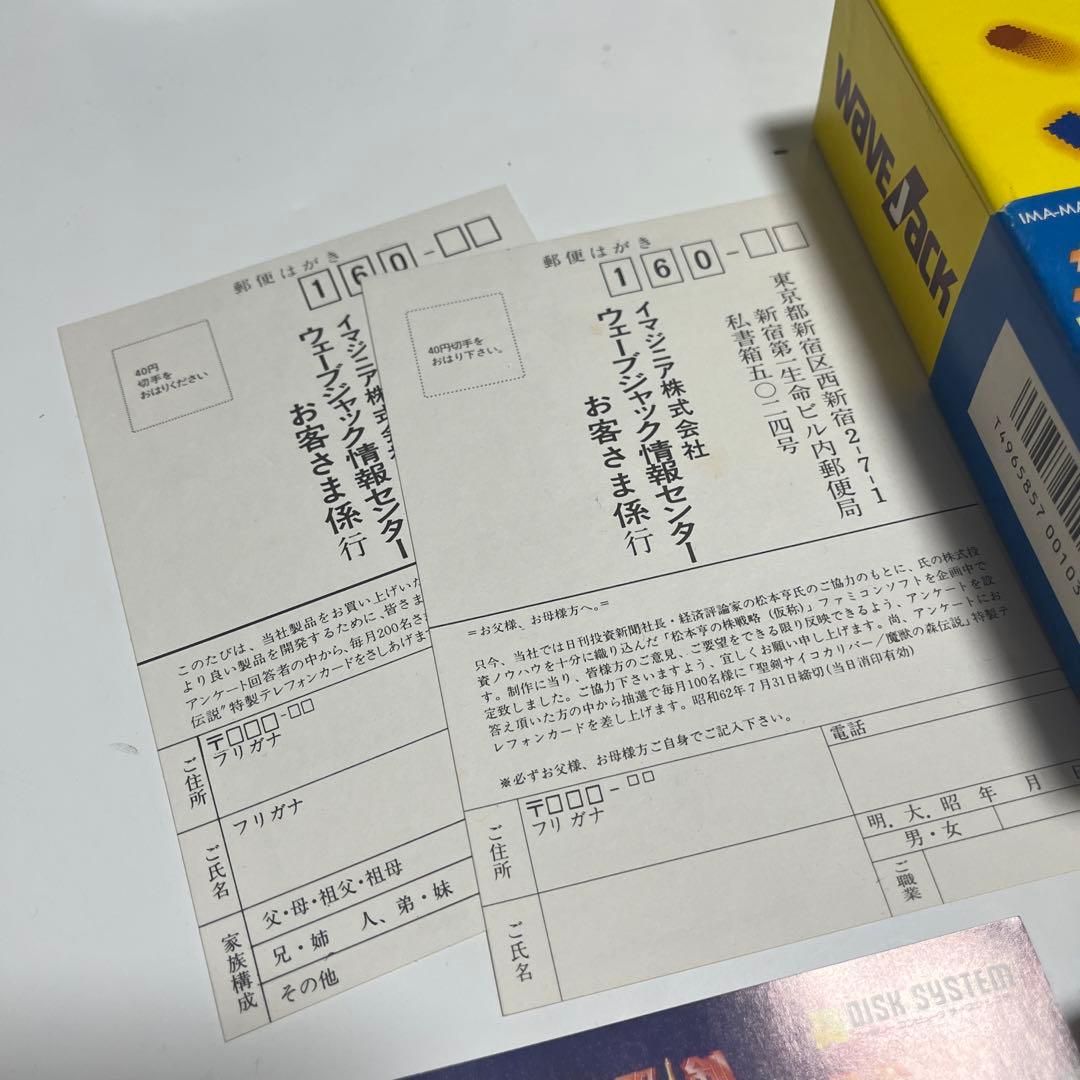 郵便はがき
160-□□
40円
切手を
おはりください
イマジニア株式会
ウェーブジャック情報センター
お客さま係行
このたびは、当社製品をお買い上げいた
より良い製品を開発するために、皆さま
アンケート回答者の中から、毎月200名さ
伝説”特製テレフォンカードをさしあげま
ご住所
〒□□□-□□
フリガナ
ご氏名
フリガナ
家族構成
父・母・祖父・祖母
兄・姉 人、弟・妹
その他
郵便はがき
160-□□
40円切手を
おはり下さい。
東京都新宿区西新宿2-7-1
新宿第一生命ビル内郵便局
私書箱五〇二四号
イマジニア株式会社
ウェーブジャック情報センター
お客さま係行
=お父様、お母様方へ。=
只今、当社では日刊投資新聞社長・経済評論家の松本亨氏のご協力のもとに、氏の株式投
資ノウハウを十分に織り込んだ「松本亨の株戦略（仮称）」ファミコンソフトを企画中で
す。制作に当り、皆様方のご意見、ご要望をできる限り反映できるよう、アンケートを設
定致しました。ご協力下さいますよう、宜しくお願い申し上げます。尚、アンケートにお
答え頂いた方の中から抽選で毎月100名様に「聖剣サイコカリバー／魔獣の森伝説」特製テ
レフォンカードを差し上げます。昭和62年7月31日締切（当日消印有効）
※必ずお父様、お母様方ご自身でご記入下さい。
ご住所
〒□□□-□□
フリガナ
電話
明．大．昭 年 月
男・女
ご氏名
ご職業
WAVE JACK
IMA-MA
T4965857 00103
DISK SYSTEM